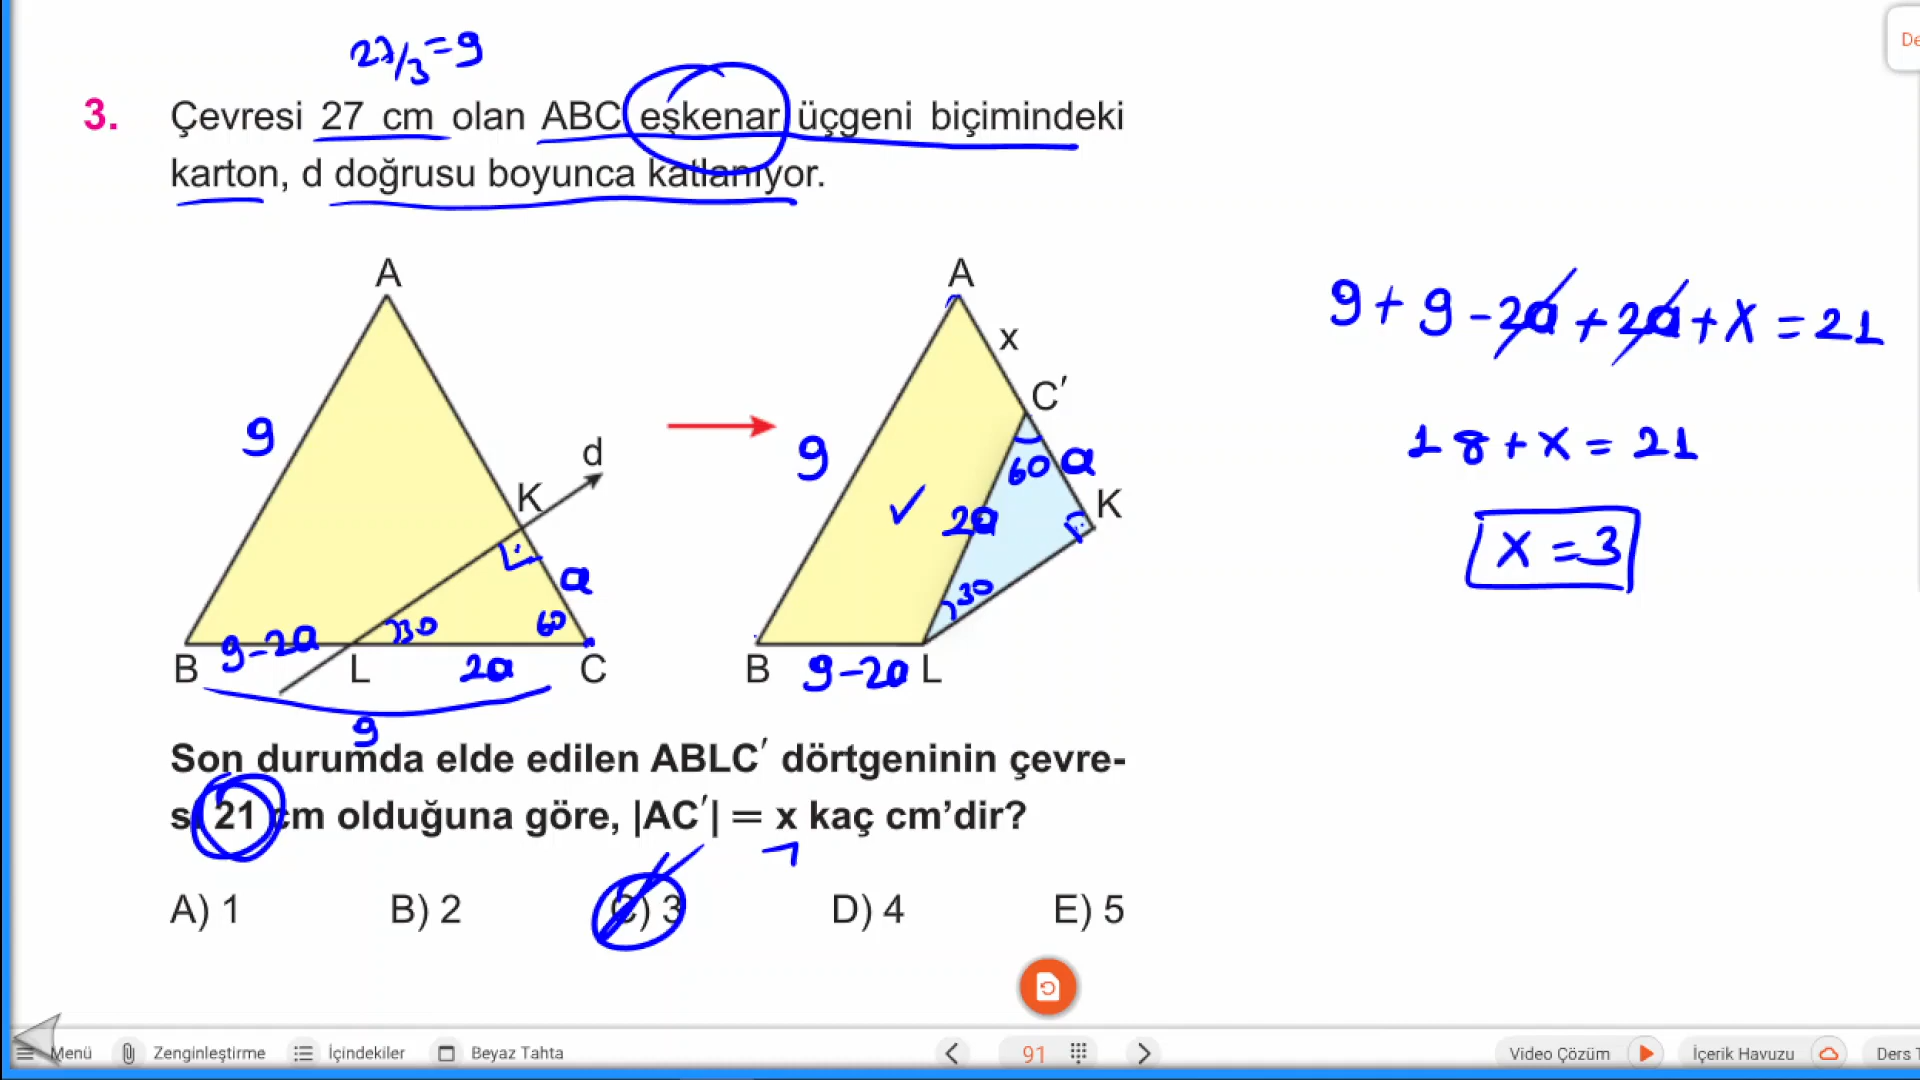 27/3=9
3. Çevresi 27 cm olan ABC eşkenar üçgeni biçimindeki
karton, d doğrusu boyunca katlanıyor.
A
9
d
K
a
30
60
B
9-2a
L
2a
C
9
A
x
C′
9
60
a
✓
2a
K
30
B
9-2a
L
9+9-2a+2a+x=21
18+x=21
x=3
Son durumda elde edilen ABLC′ dörtgeninin çevre-
si 21 cm olduğuna göre, |AC′| = x kaç cm’dir?
A) 1 B) 2 C) 3 D) 4 E) 5
Menü Zenginleştirme İçindekiler Beyaz Tahta 91 Video Çözüm İçerik Havuzu Ders